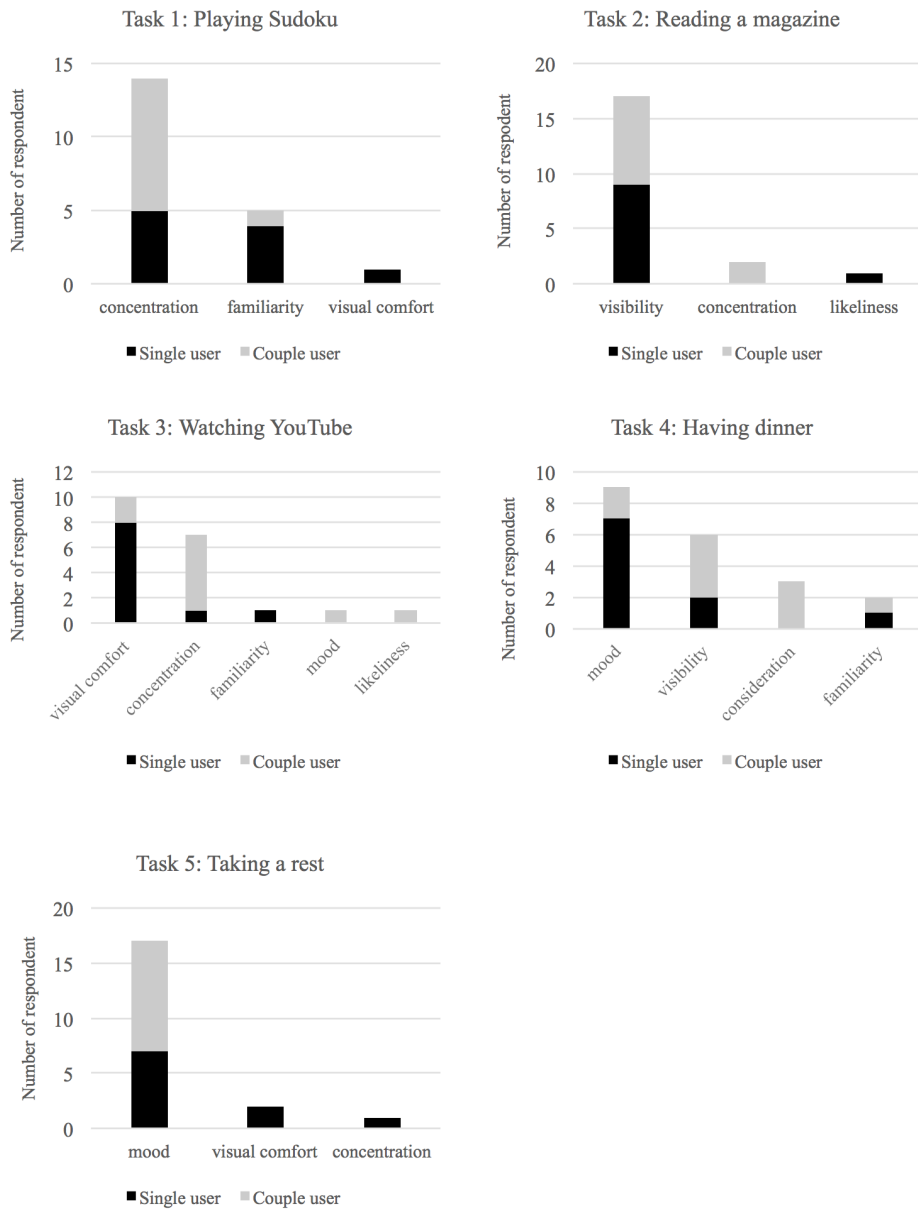 Task 1: Playing Sudoku
Number of respondent
15
10
5
0
concentration familiarity visual comfort
Single user Couple user
Task 2: Reading a magazine
Number of respodent
20
15
10
5
0
visibility concentration likeliness
Single user Couple user
Task 3: Watching YouTube
Number of respondent
12
10
8
6
4
2
0
visual comfort concentration familiarity mood likeliness
Single user Couple user
Task 4: Having dinner
Number of respondent
10
8
6
4
2
0
mood visibility consideration familiarity
Single user Couple user
Task 5: Taking a rest
Number of respondent
20
15
10
5
0
mood visual comfort concentration
Single user Couple user